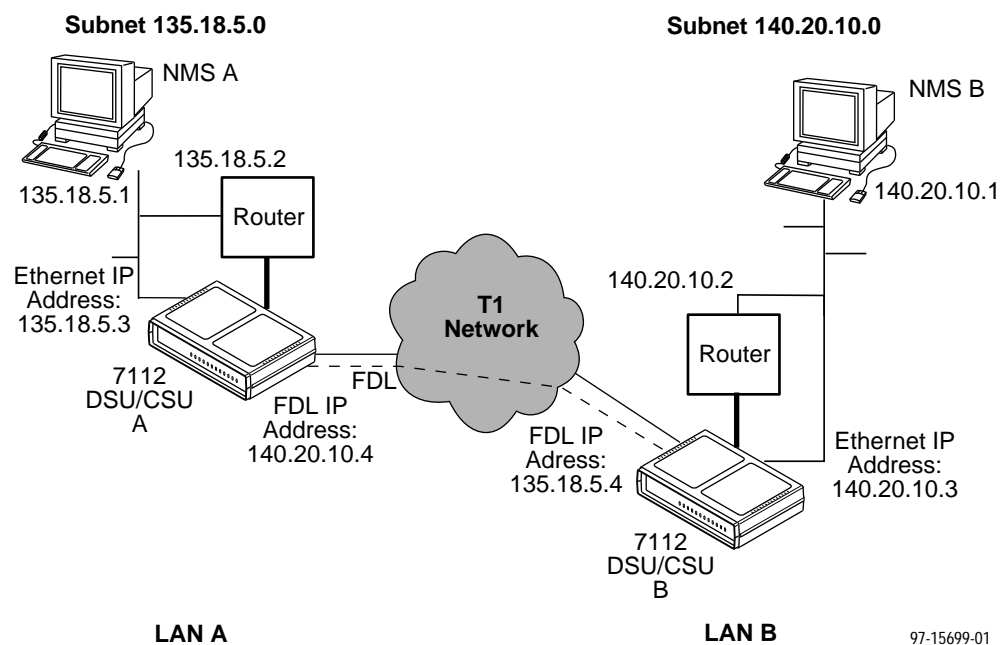 Subnet 135.18.5.0
Subnet 140.20.10.0
NMS A
NMS B
135.18.5.2
135.18.5.1
140.20.10.1
Router
Ethernet IP
Address:
135.18.5.3
140.20.10.2
T1
Network
Router
7112
DSU/CSU
A
FDL
FDL IP
Address:
140.20.10.4
FDL IP
Adress:
135.18.5.4
Ethernet IP
Address:
140.20.10.3
7112
DSU/CSU
B
LAN A
LAN B
97-15699-01